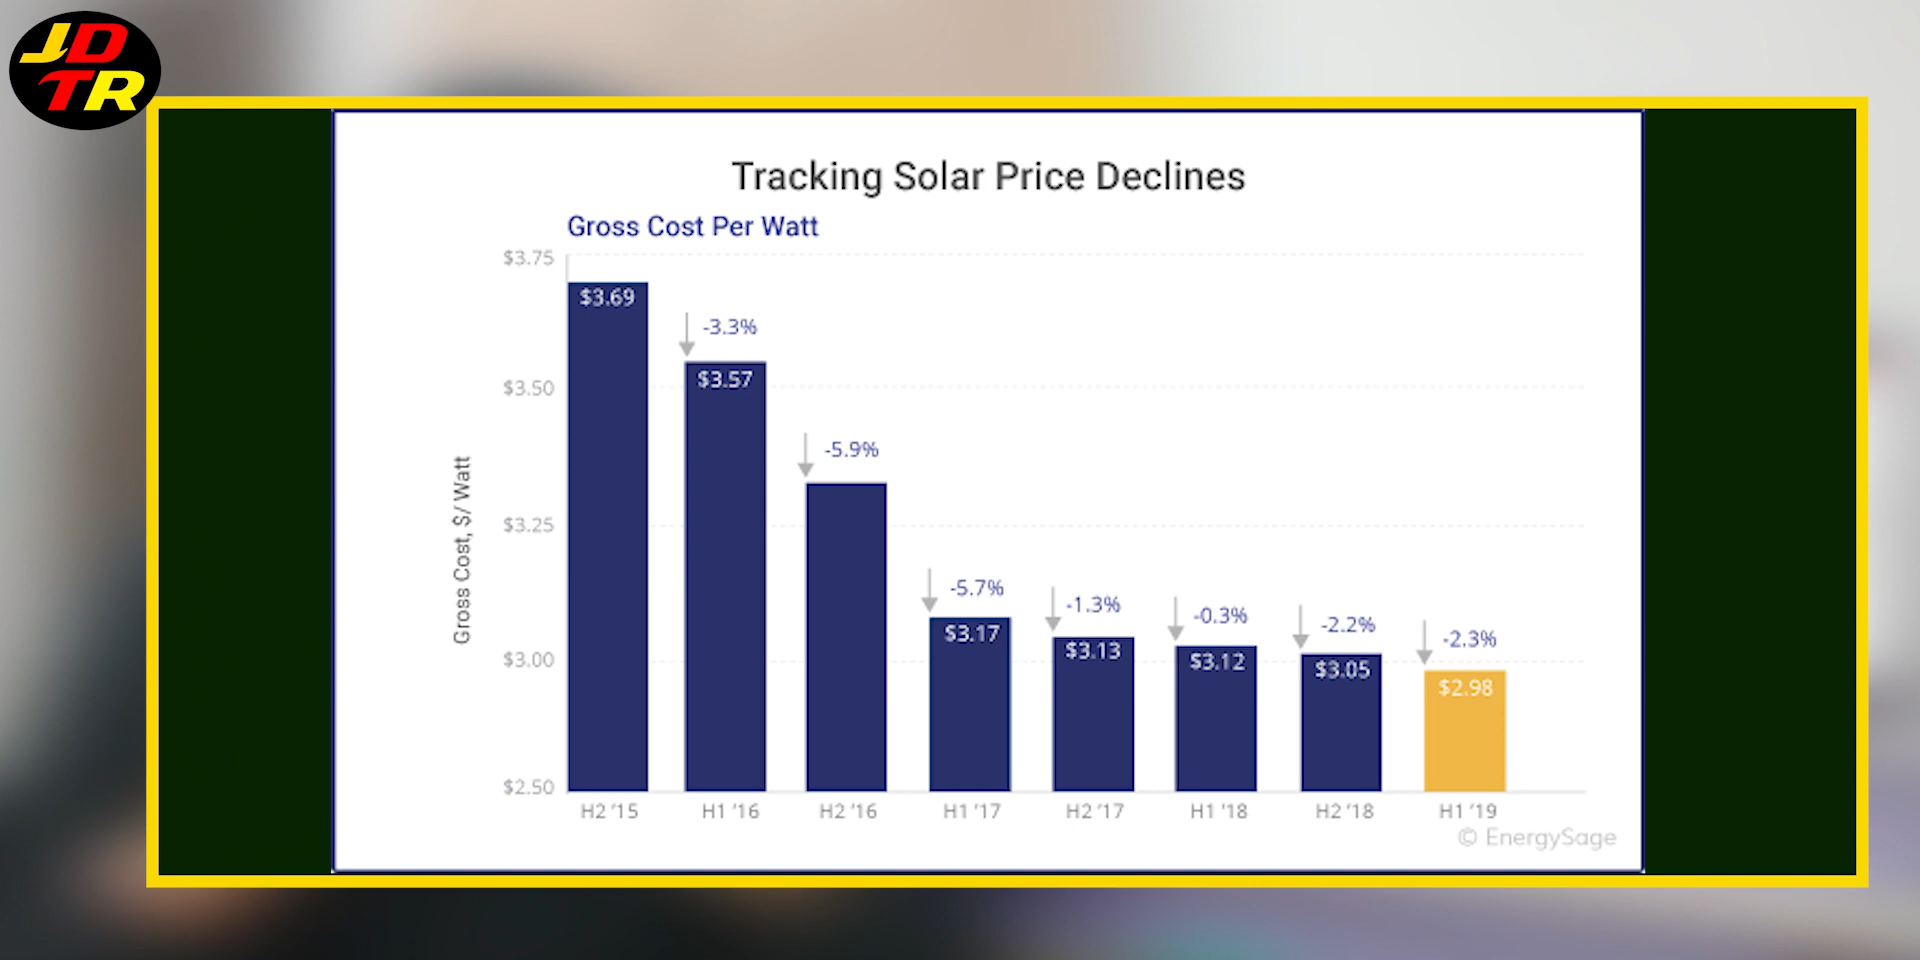 JD
TR
Tracking Solar Price Declines
Gross Cost Per Watt
Gross Cost, $/ Watt
$3.75
$3.50
$3.25
$3.00
$2.50
$3.69
-3.3%
$3.57
-5.9%
-5.7%
$3.17
-1.3%
$3.13
-0.3%
$3.12
-2.2%
$3.05
-2.3%
$2.98
H2 '15 H1 '16 H2 '16 H1 '17 H2 '17 H1 '18 H2 '18 H1 '19
© EnergySage